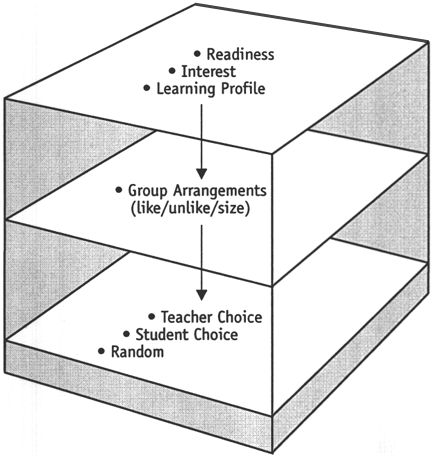 • Readiness
• Interest
• Learning Profile
• Group Arrangements
(like/unlike/size)
• Teacher Choice
• Student Choice
• Random